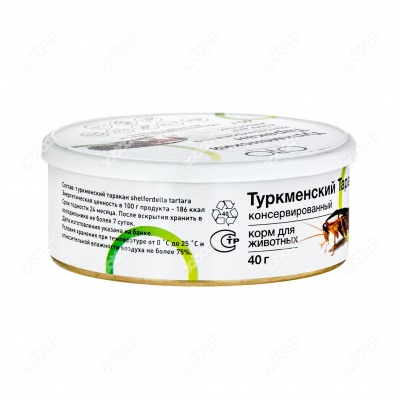 Туркменский
Состав: туркменский таракан shelfordella tartara
Энергетическая ценность в 100 г продукта - 186 ккал
Срок годности 24 месяца. После вскрытия хранить в
холодильнике не более 7 суток.
Дата изготовления указана на банке.
Условия хранения при температуре от 0 ˚С до 25 ˚С и
относительной влажности воздуха не более 75%.
Туркменский Тара
консервированный
корм для
животных
40 г